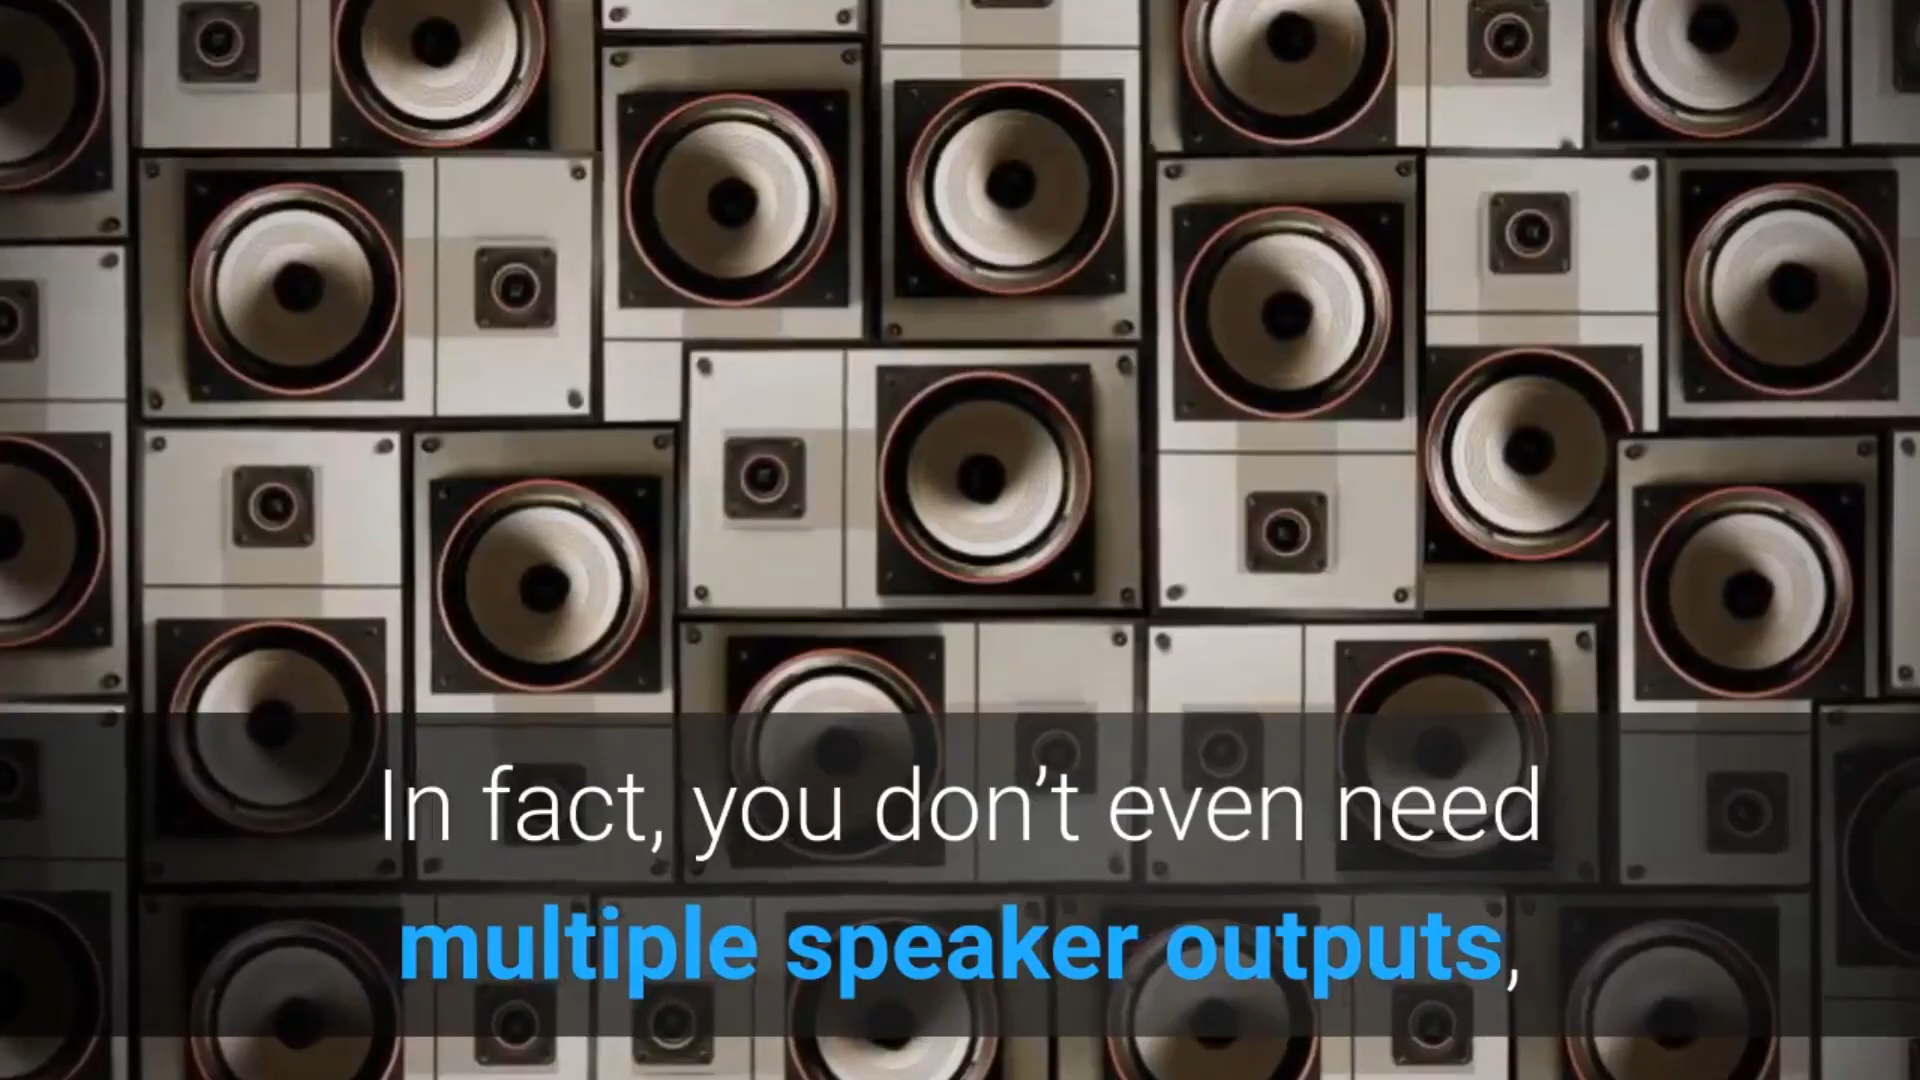 In fact, you don’t even need
multiple speaker outputs,